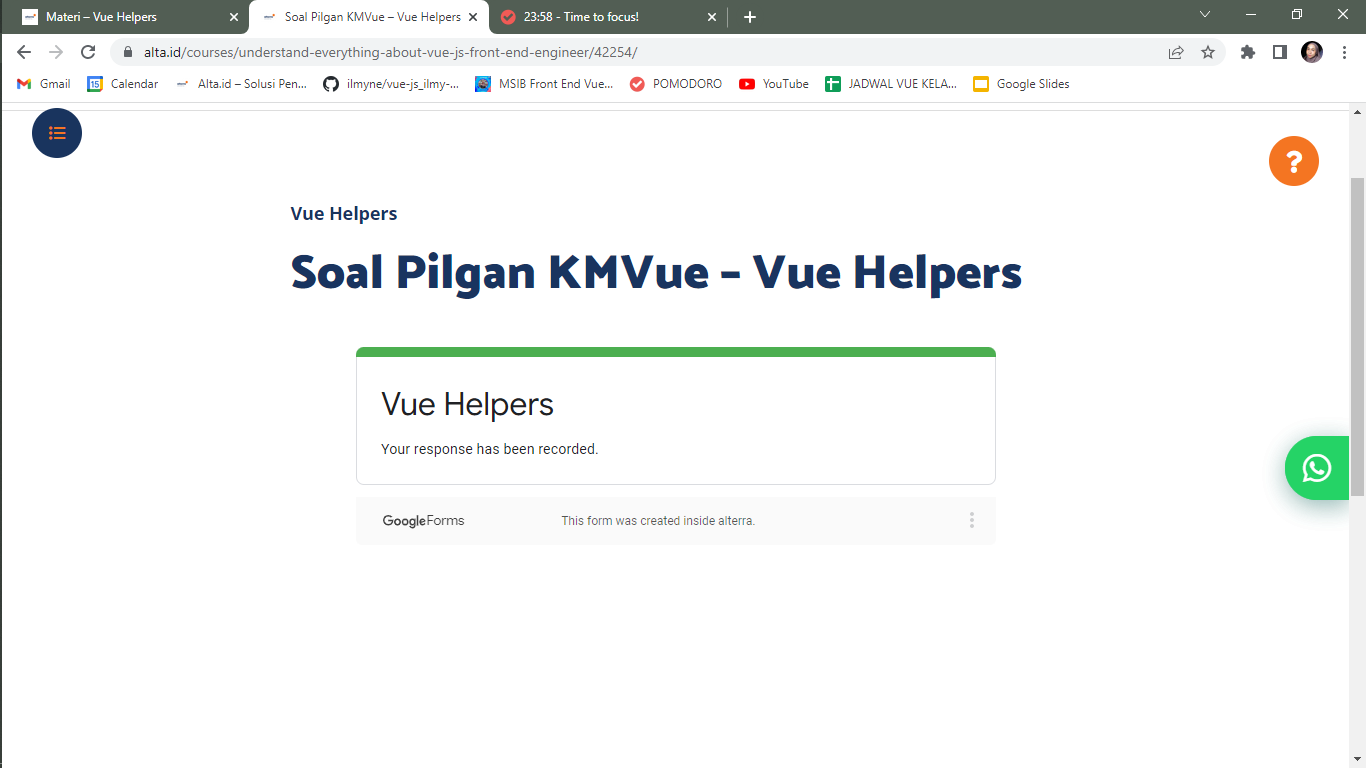 Materi – Vue Helpers
Soal Pilgan KMVue – Vue Helpers
23:58 - Time to focus!
alta.id/courses/understand-everything-about-vue-js-front-end-engineer/42254/
Gmail
15
Calendar
Alta.id – Solusi Pen...
ilmyne/vue-js_ilmy-...
MSIB Front End Vue...
POMODORO
YouTube
JADWAL VUE KELA...
Google Slides
?
Vue Helpers
Soal Pilgan KMVue – Vue Helpers
Vue Helpers
Your response has been recorded.
Google Forms
This form was created inside alterra.